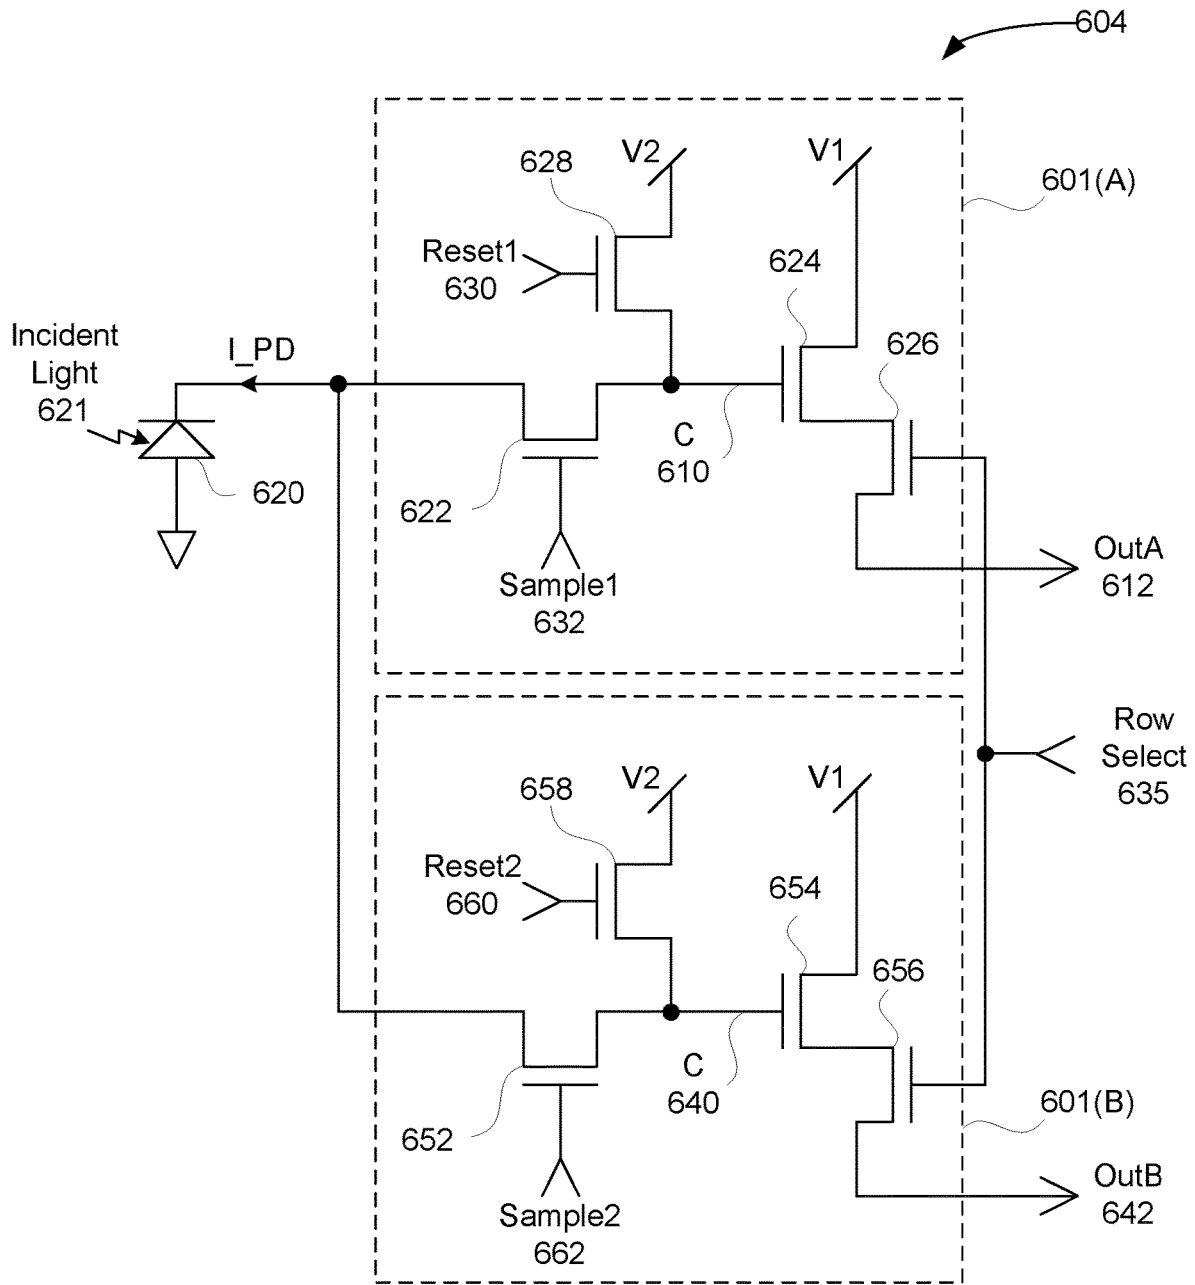 604
V2
V1
628
601(A)
Reset1
630
624
Incident
Light
621
I_PD
626
C
610
620
622
OutA
612
Sample1
632
Row
Select
635
V2
V1
658
Reset2
660
654
656
C
640
601(B)
652
OutB
642
Sample2
662